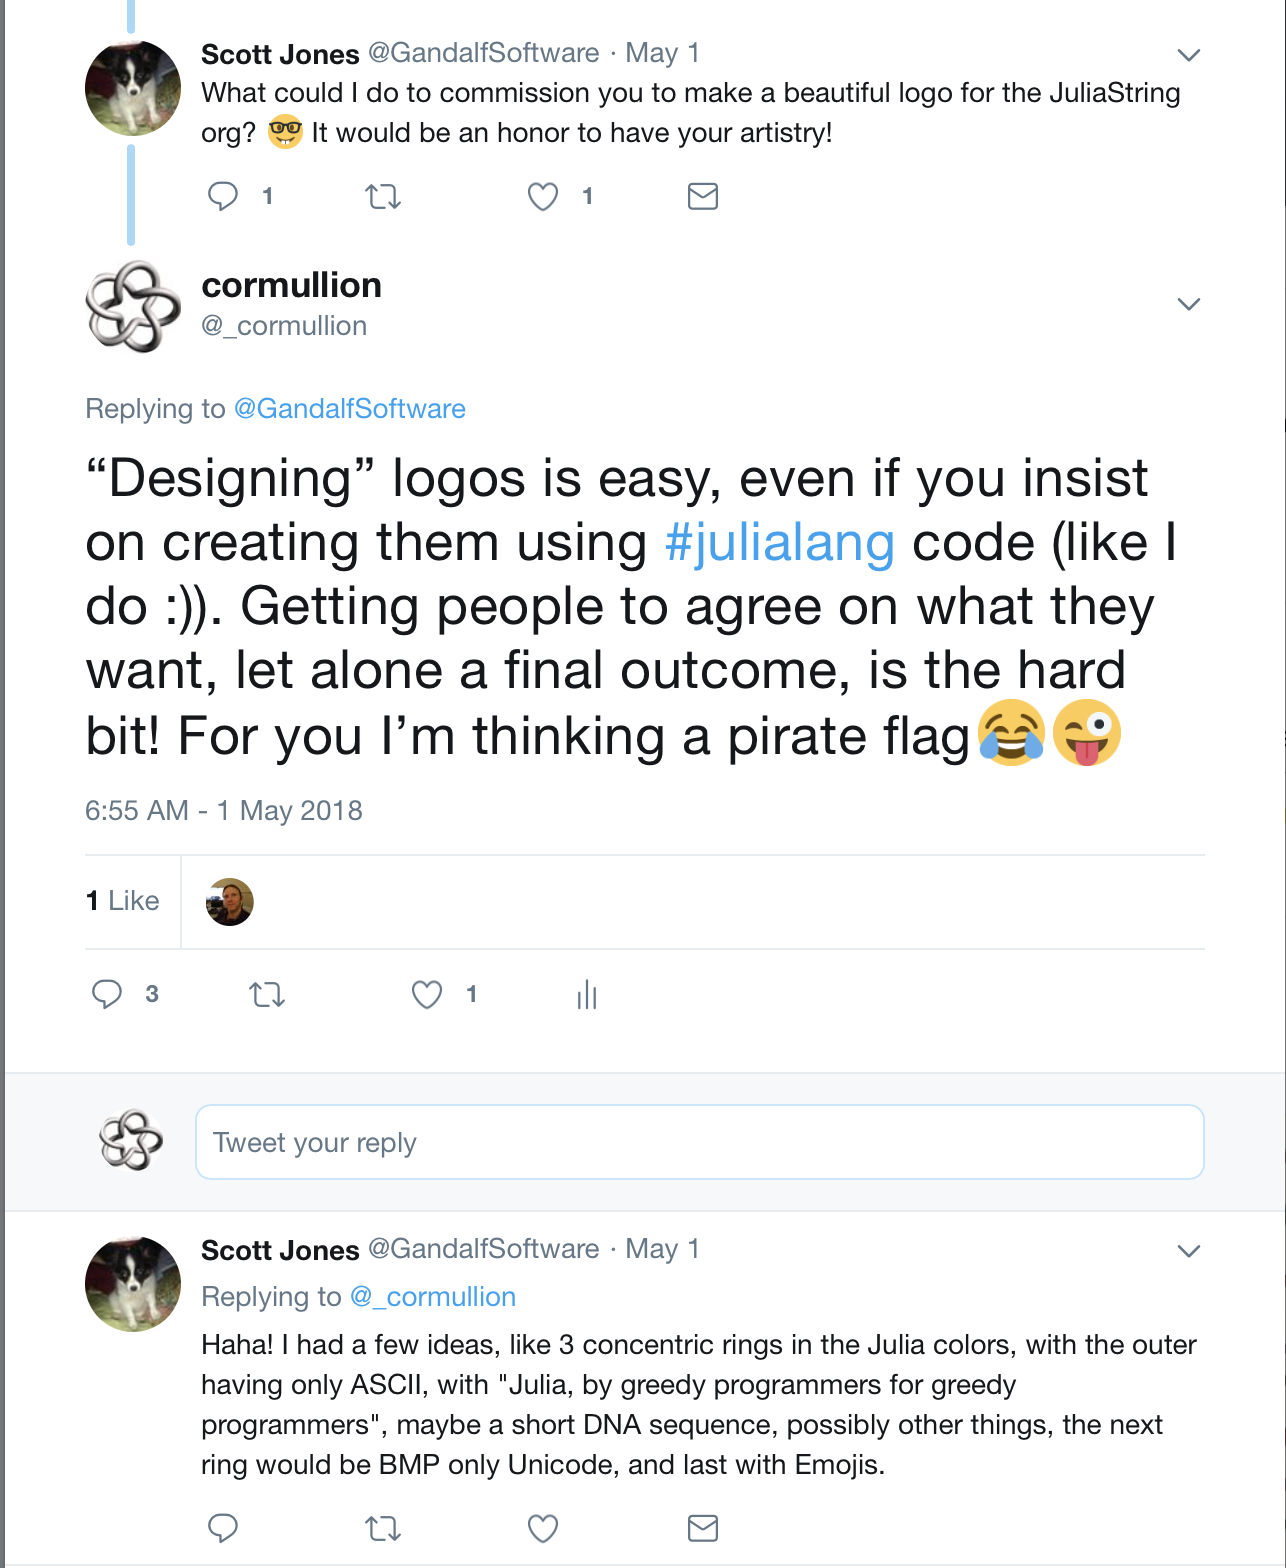 Scott Jones @GandalfSoftware · May 1
What could I do to commission you to make a beautiful logo for the JuliaString
org? 🤓 It would be an honor to have your artistry!
1 1
cormullion
@_cormullion
Replying to @GandalfSoftware
“Designing” logos is easy, even if you insist
on creating them using #julialang code (like I
do :)). Getting people to agree on what they
want, let alone a final outcome, is the hard
bit! For you I’m thinking a pirate flag😂😜
6:55 AM - 1 May 2018
1 Like
3 1
Tweet your reply
Scott Jones @GandalfSoftware · May 1
Replying to @_cormullion
Haha! I had a few ideas, like 3 concentric rings in the Julia colors, with the outer
having only ASCII, with "Julia, by greedy programmers for greedy
programmers", maybe a short DNA sequence, possibly other things, the next
ring would be BMP only Unicode, and last with Emojis.